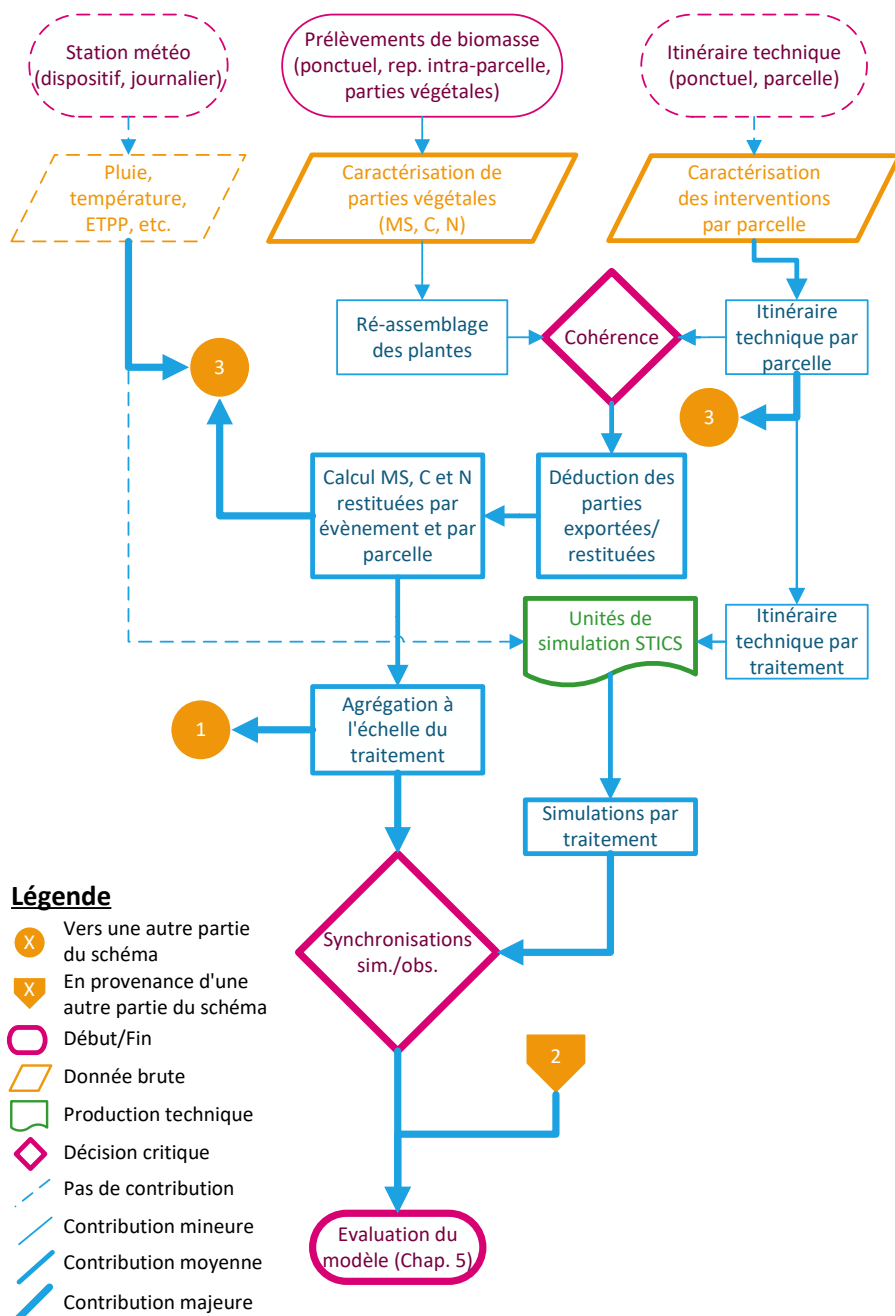 Station météo
(dispositif, journalier)
Prélèvements de biomasse
(ponctuel, rep. intra-parcelle,
parties végétales)
Itinéraire technique
(ponctuel, parcelle)
Pluie,
température,
ETPP, etc.
Caractérisation de
parties végétales
(MS, C, N)
Caractérisation
des interventions
par parcelle
Ré-assemblage
des plantes
Cohérence
Itinéraire
technique par
parcelle
3
3
Calcul MS, C et N
restituées par
évènement et par
parcelle
Déduction des
parties
exportées/
restituées
Unités de
simulation STICS
Itinéraire
technique par
traitement
1
Agrégation à
l'échelle du
traitement
Simulations par
traitement
Synchronisations
sim./obs.
2
Evaluation du
modèle (Chap. 5)
Légende
X
Vers une autre partie
du schéma
X
En provenance d'une
autre partie du schéma
Début/Fin
Donnée brute
Production technique
Décision critique
Pas de contribution
Contribution mineure
Contribution moyenne
Contribution majeure